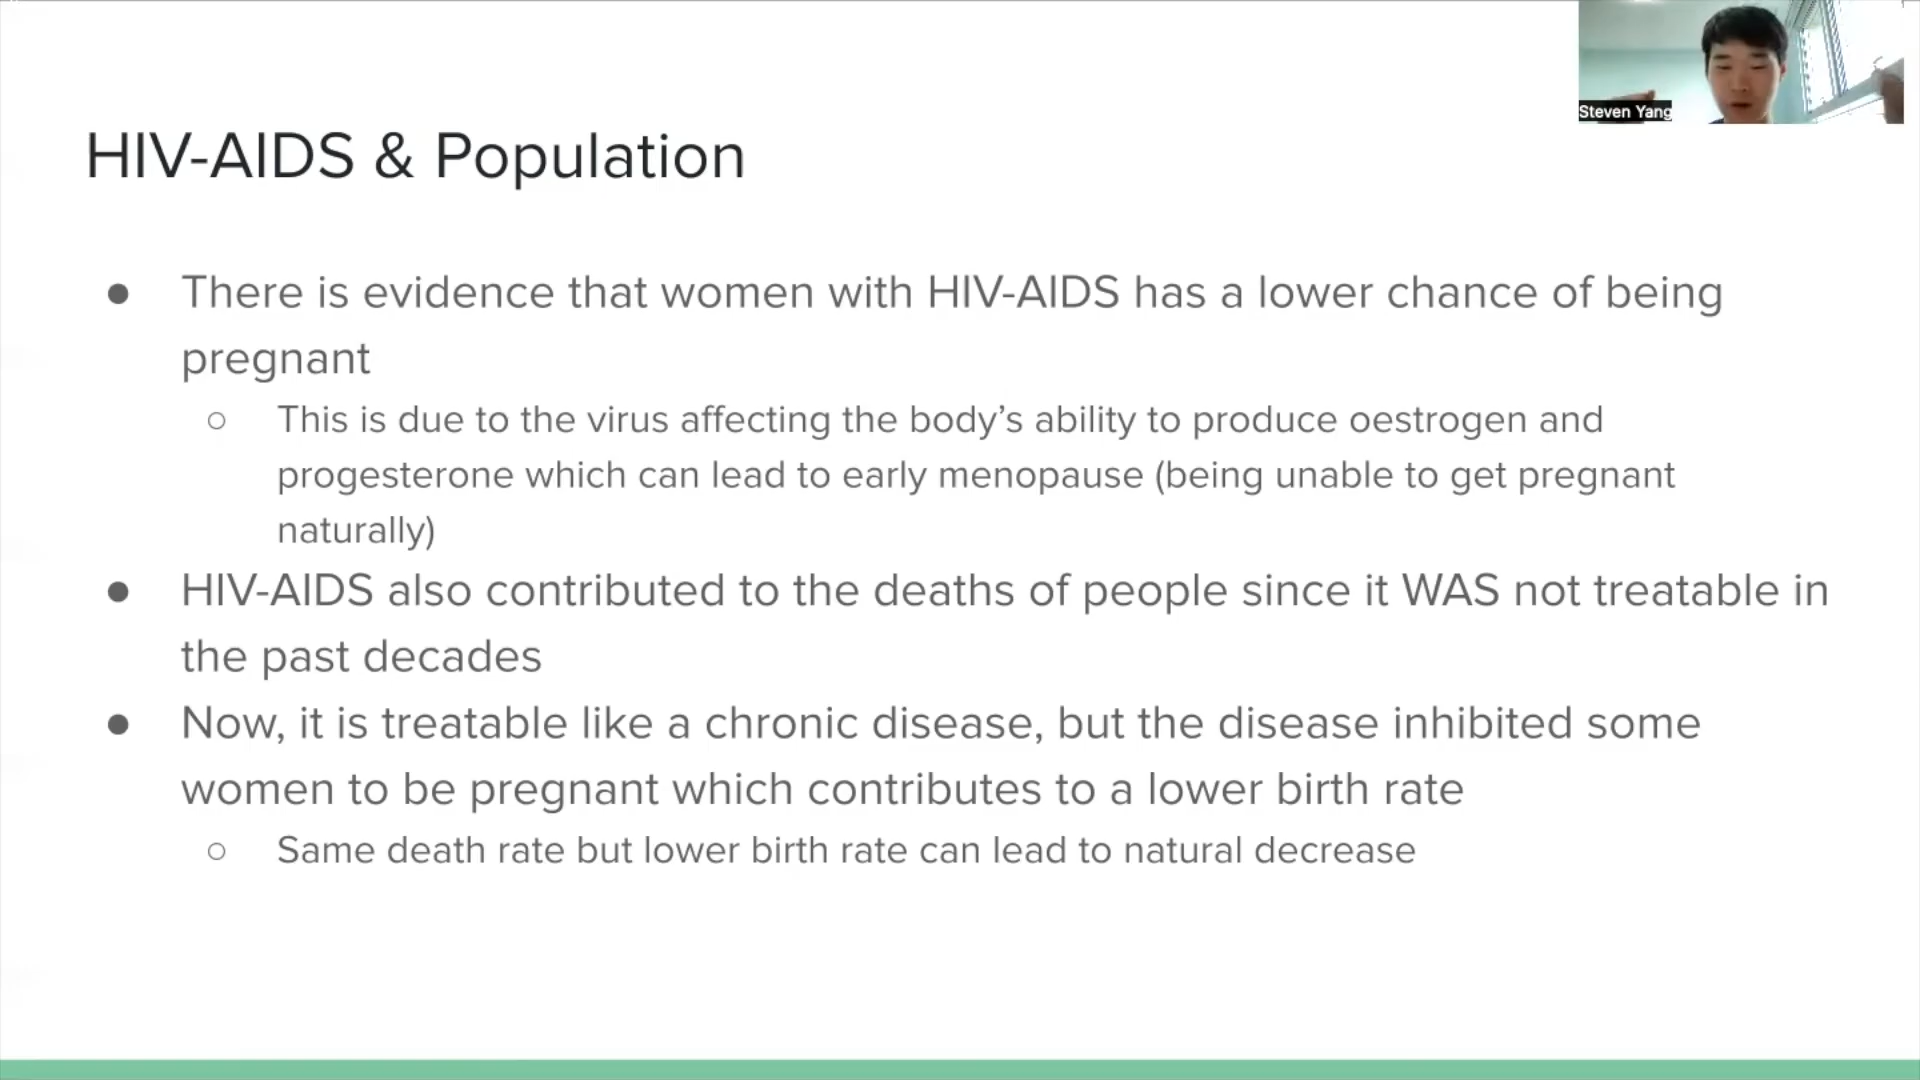 Steven Yang
HIV-AIDS & Population
● There is evidence that women with HIV-AIDS has a lower chance of being
pregnant
○ This is due to the virus affecting the body’s ability to produce oestrogen and
progesterone which can lead to early menopause (being unable to get pregnant
naturally)
● HIV-AIDS also contributed to the deaths of people since it WAS not treatable in
the past decades
● Now, it is treatable like a chronic disease, but the disease inhibited some
women to be pregnant which contributes to a lower birth rate
○ Same death rate but lower birth rate can lead to natural decrease